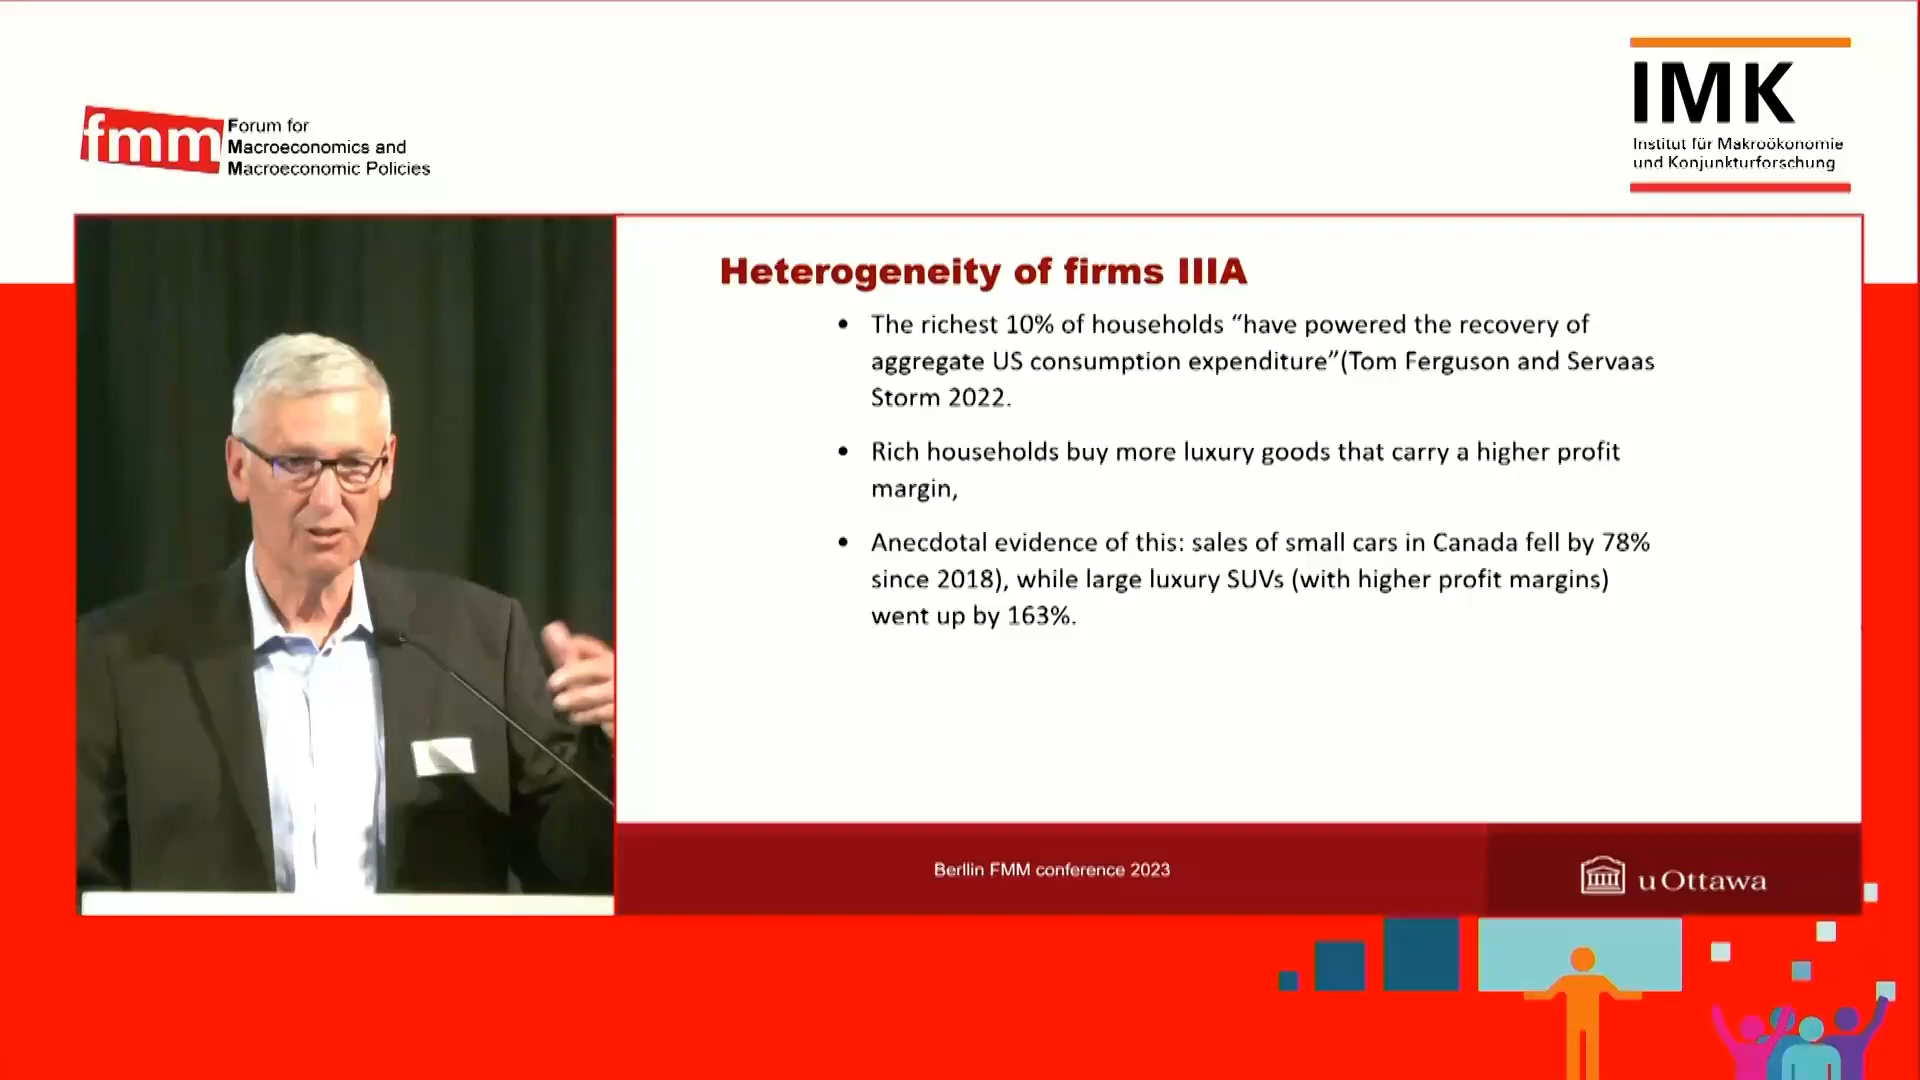 fmm
Forum for
Macroeconomics and
Macroeconomic Policies
IMK
Institut für Makroökonomie
und Konjunkturforschung
Heterogeneity of firms IIIA
• The richest 10% of households “have powered the recovery of
aggregate US consumption expenditure”(Tom Ferguson and Servaas
Storm 2022.
• Rich households buy more luxury goods that carry a higher profit
margin,
• Anecdotal evidence of this: sales of small cars in Canada fell by 78%
since 2018), while large luxury SUVs (with higher profit margins)
went up by 163%.
Berllin FMM conference 2023
uOttawa